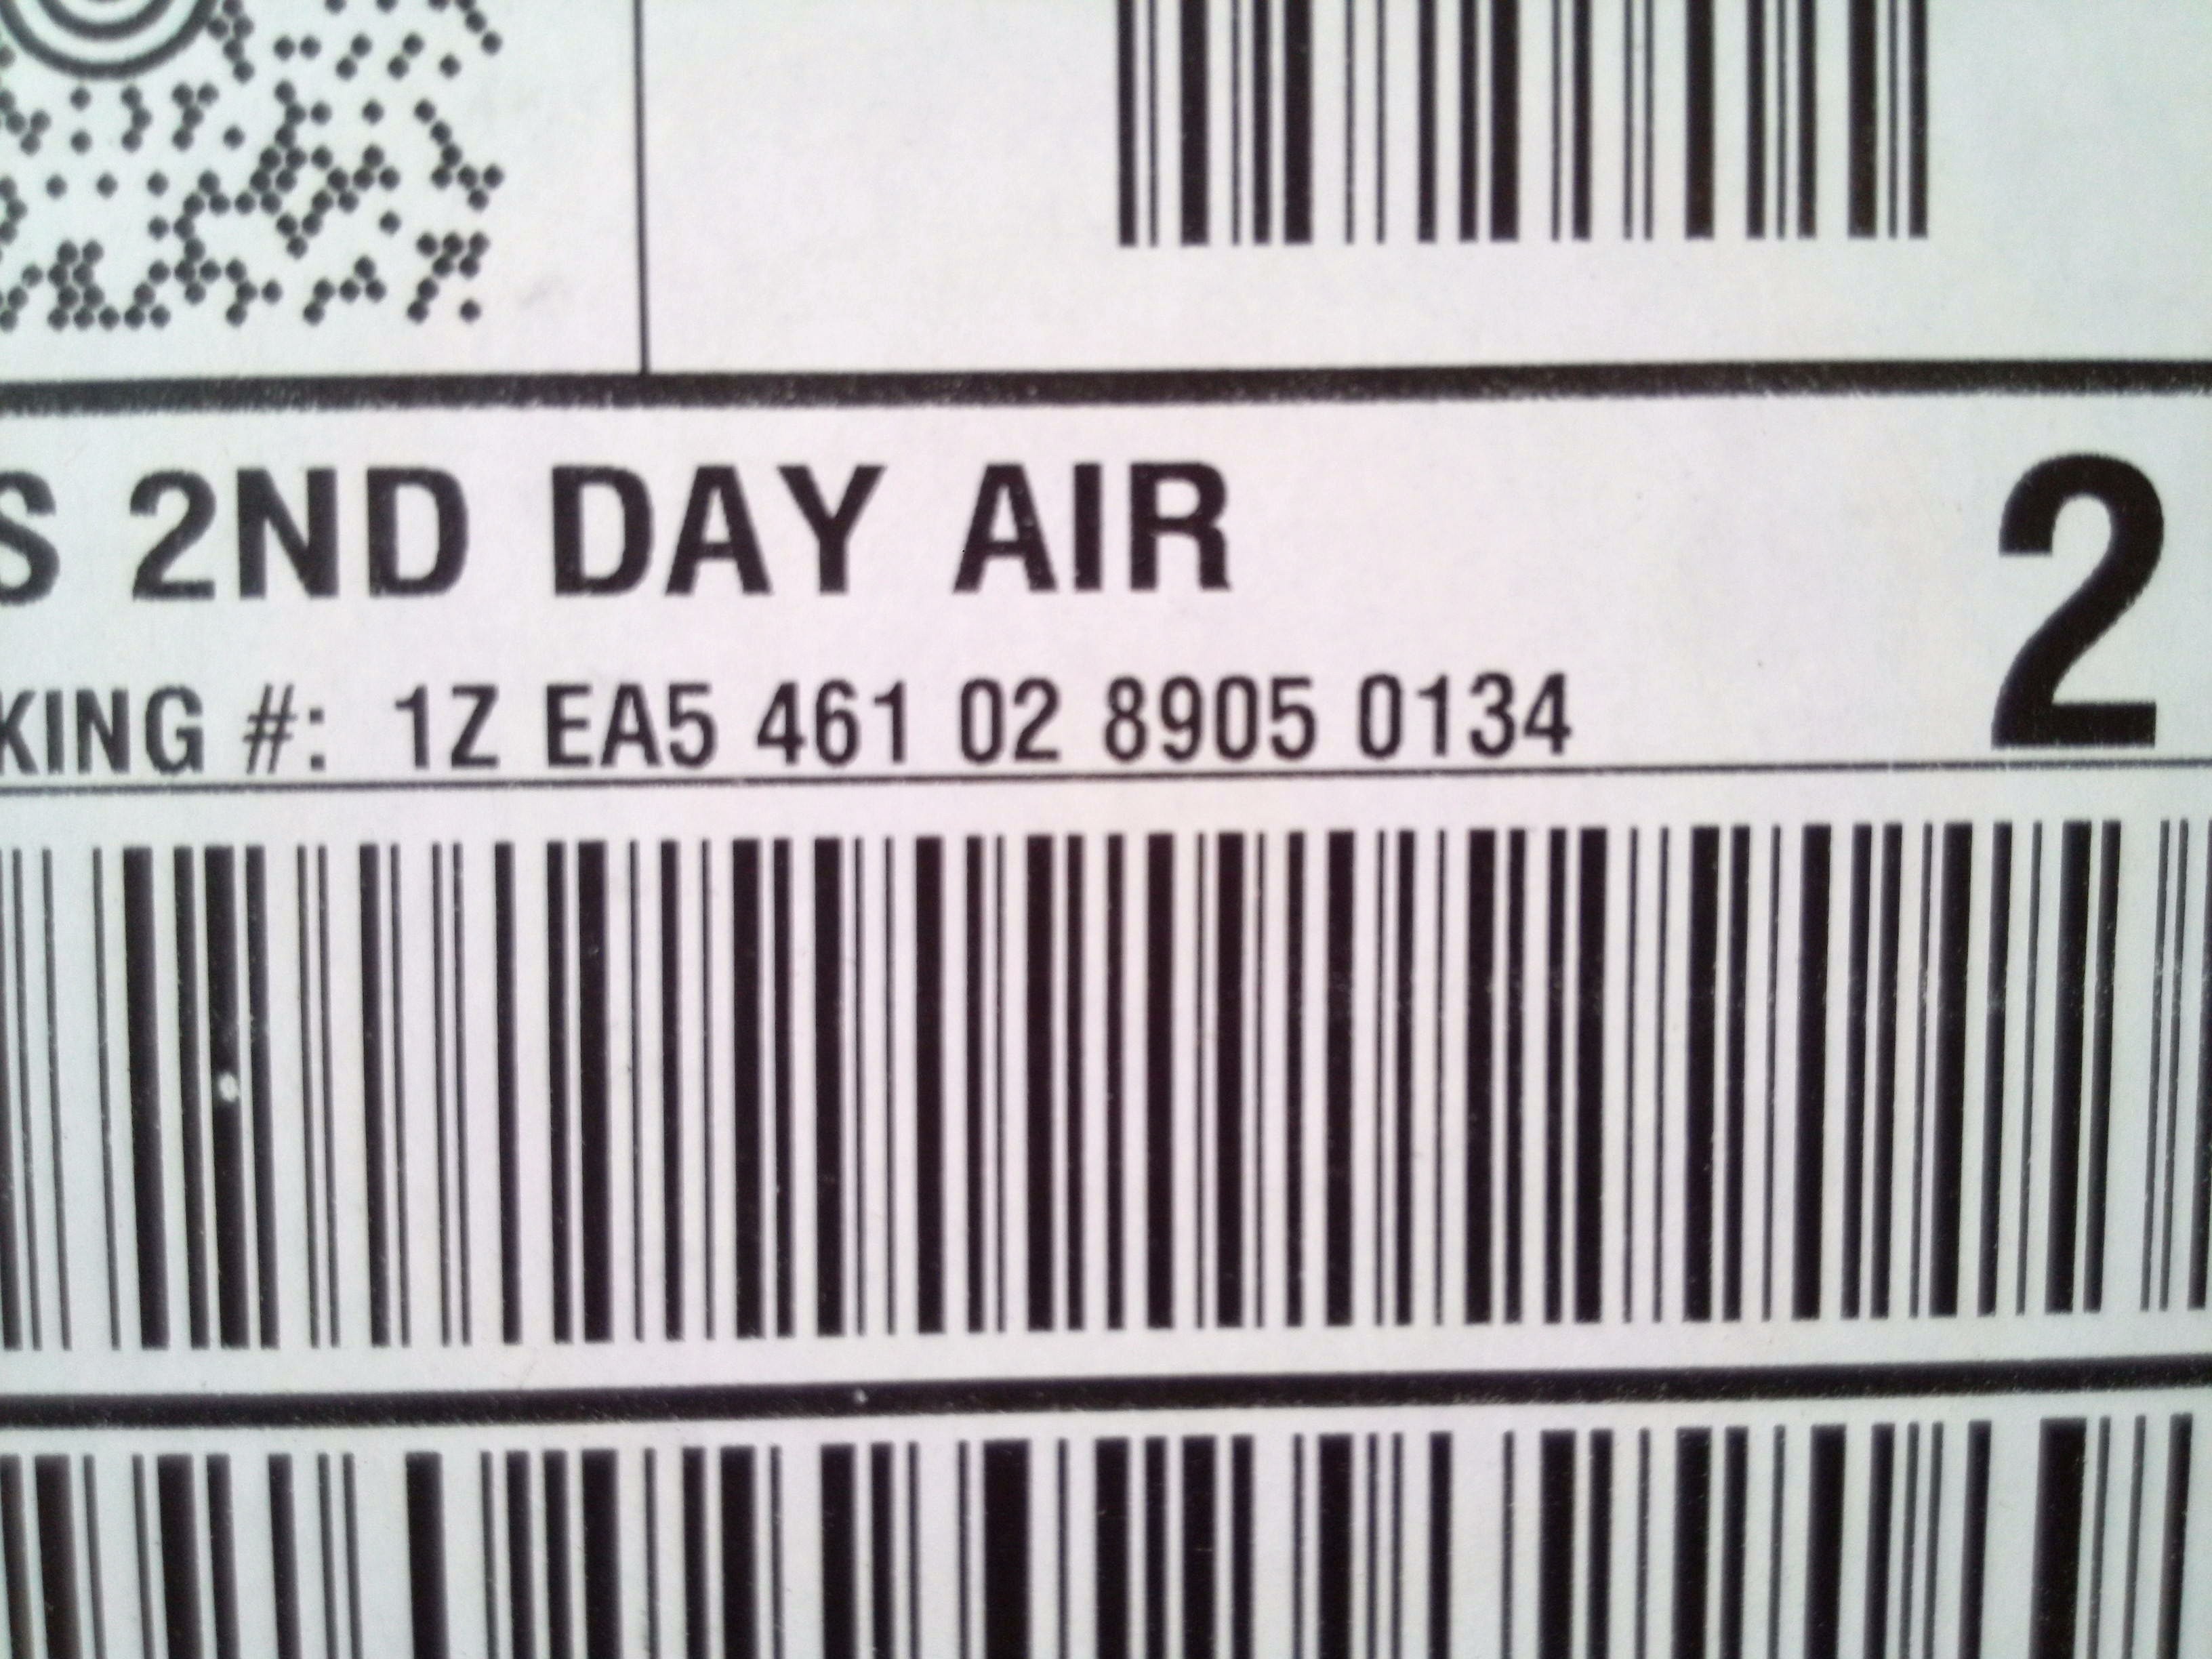 S 2ND DAY AIR
2
KING #: 1Z EA5 461 02 8905 0134